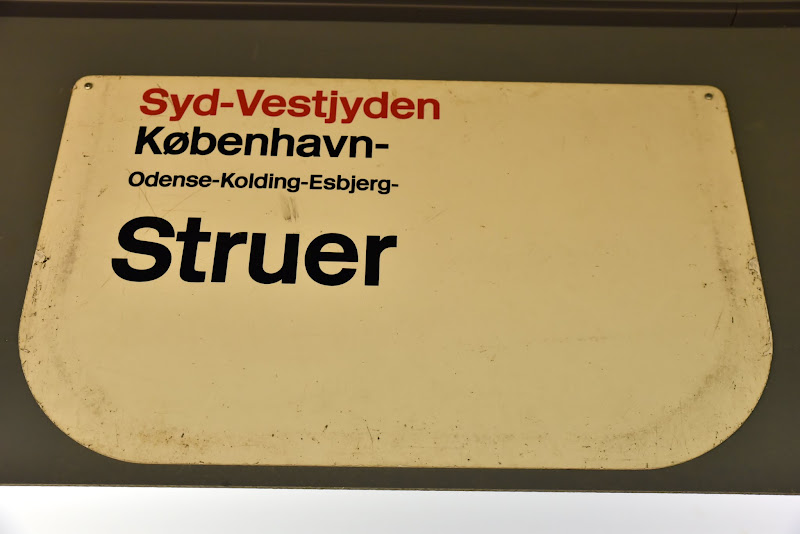 Syd-Vestjyden
København-
Odense-Kolding-Esbjerg-
Struer